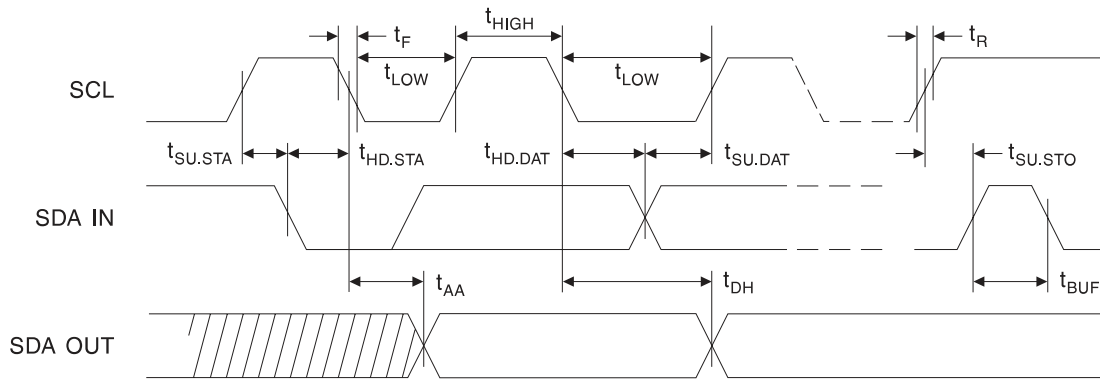 t_HIGH
t_F
t_R
t_LOW
t_LOW
SCL
t_SU.STA
t_HD.STA
t_HD.DAT
t_SU.DAT
t_SU.STO
SDA IN
t_AA
t_DH
t_BUF
SDA OUT